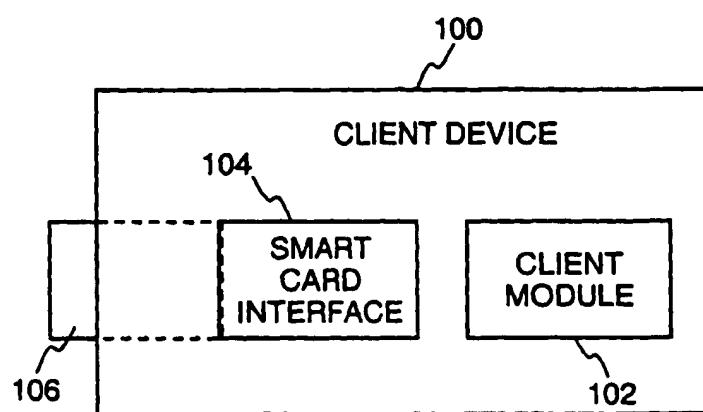 100
CLIENT DEVICE
104
SMART
CARD
INTERFACE
CLIENT
MODULE
106
102